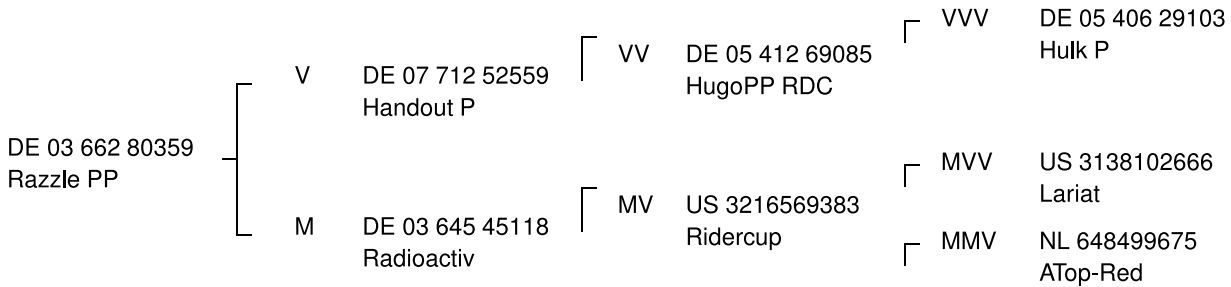 VVV DE 05 406 29103
Hulk P
VV DE 05 412 69085
HugoPP RDC
V DE 07 712 52559
Handout P
DE 03 662 80359
Razzle PP
MVV US 3138102666
Lariat
MV US 3216569383
Ridercup
M DE 03 645 45118
Radioactiv
MMV NL 648499675
ATop-Red